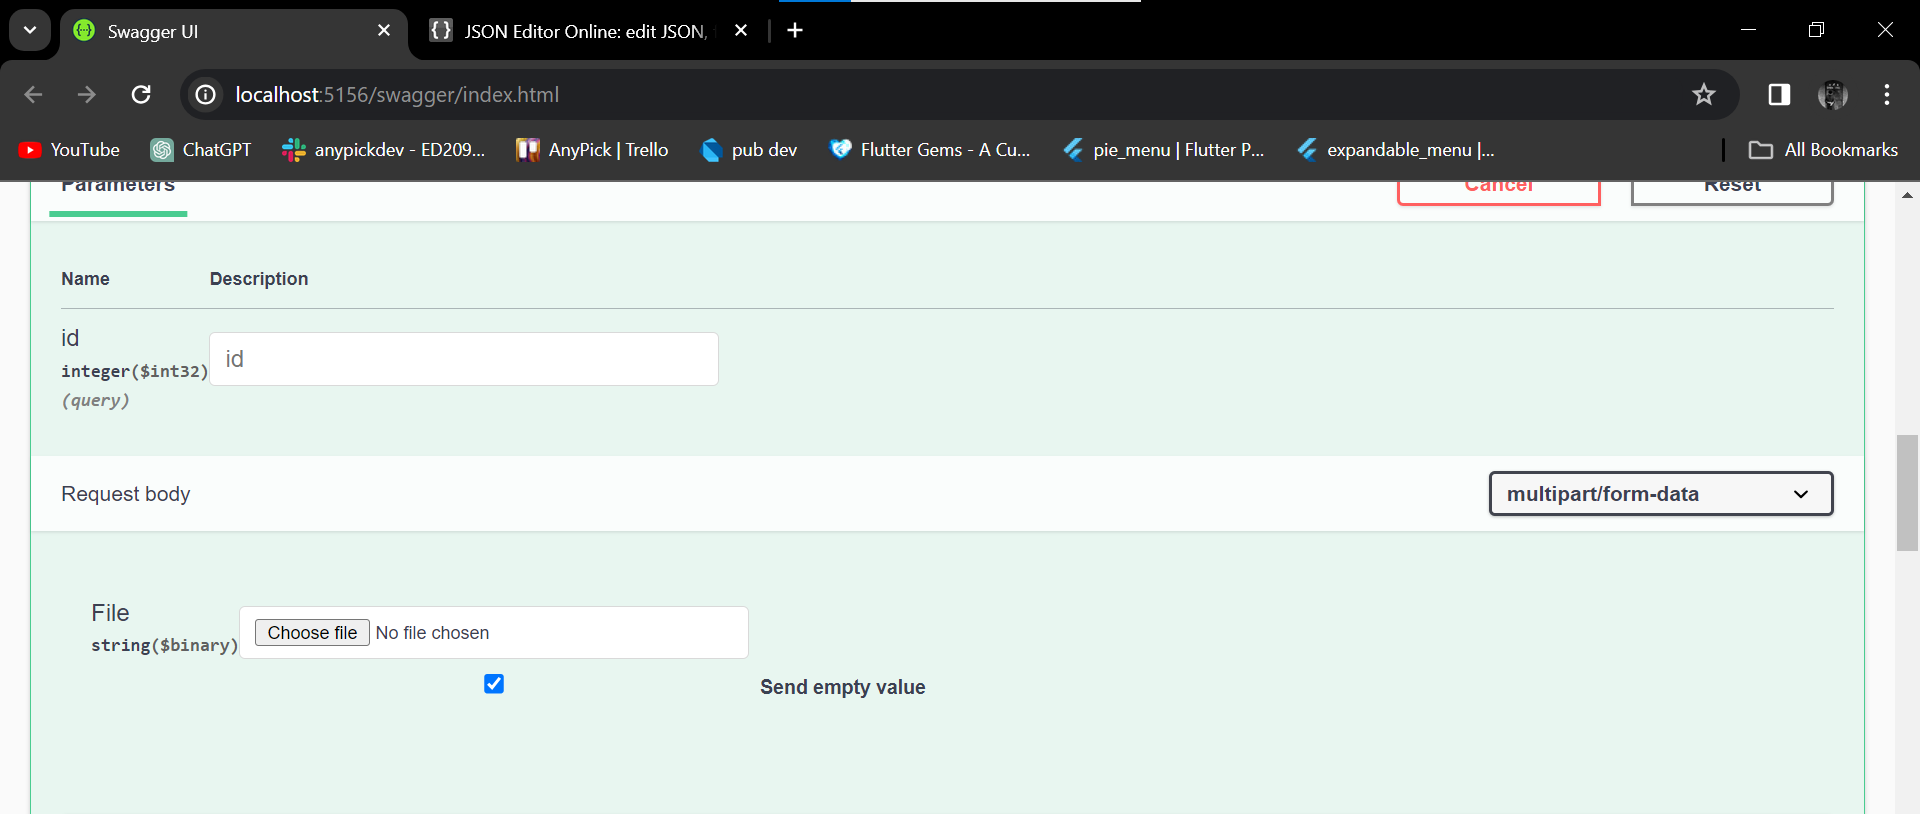 Swagger UI
JSON Editor Online: edit JSON,
localhost:5156/swagger/index.html
YouTube
ChatGPT
anypickdev - ED209...
AnyPick | Trello
pub dev
Flutter Gems - A Cu...
pie_menu | Flutter P...
expandable_menu |...
All Bookmarks
Parameters
Cancel
Reset
Name
Description
id
integer($int32)
(query)
id
Request body
multipart/form-data
File
string($binary)
Choose file No file chosen
Send empty value